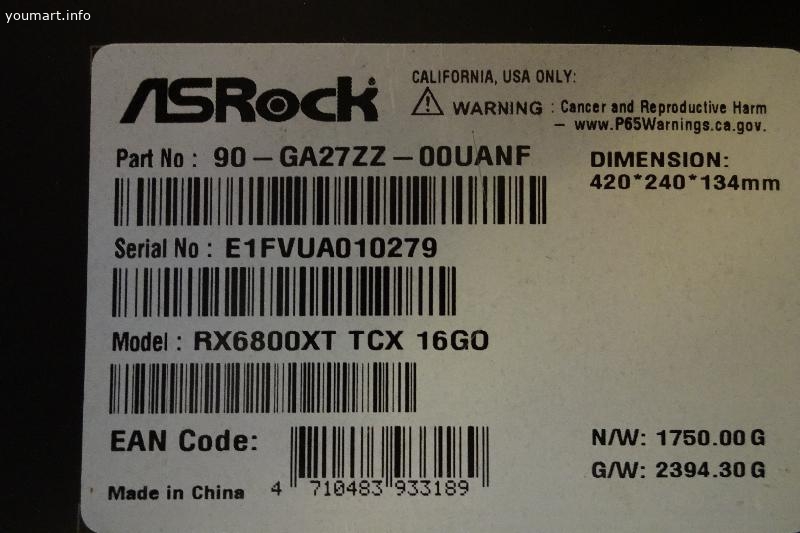 youmart.info
ASRock
CALIFORNIA, USA ONLY:
⚠ WARNING : Cancer and Reproductive Harm
– www.P65Warnings.ca.gov.
Part No : 90-GA27ZZ-00UANF
DIMENSION:
420*240*134mm
Serial No : E1FVUA010279
Model : RX6800XT TCX 16GO
EAN Code:
4 710483 933189
N/W: 1750.00G
G/W: 2394.30G
Made in China